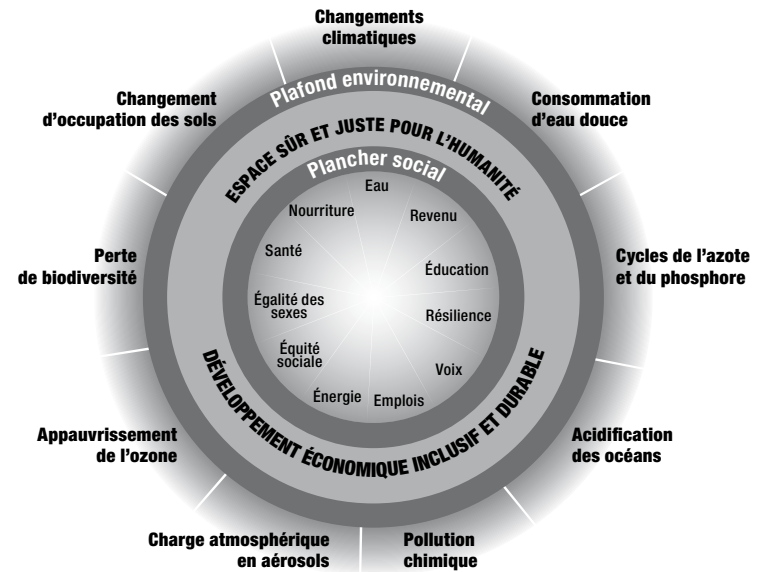 Changements
climatiques
Plafond environnemental
Changement
d'occupation des sols
Consommation
d'eau douce
ESPACE SÛR ET JUSTE POUR L'HUMANITÉ
Plancher social
Eau
Nourriture
Revenu
Santé
Éducation
Perte
de biodiversité
Cycles de l'azote
et du phosphore
Égalité des
sexes
Résilience
Équité
sociale
Voix
Énergie
Emplois
DÉVELOPPEMENT ÉCONOMIQUE INCLUSIF ET DURABLE
Appauvrissement
de l'ozone
Acidification
des océans
Charge atmosphérique
en aérosols
Pollution
chimique